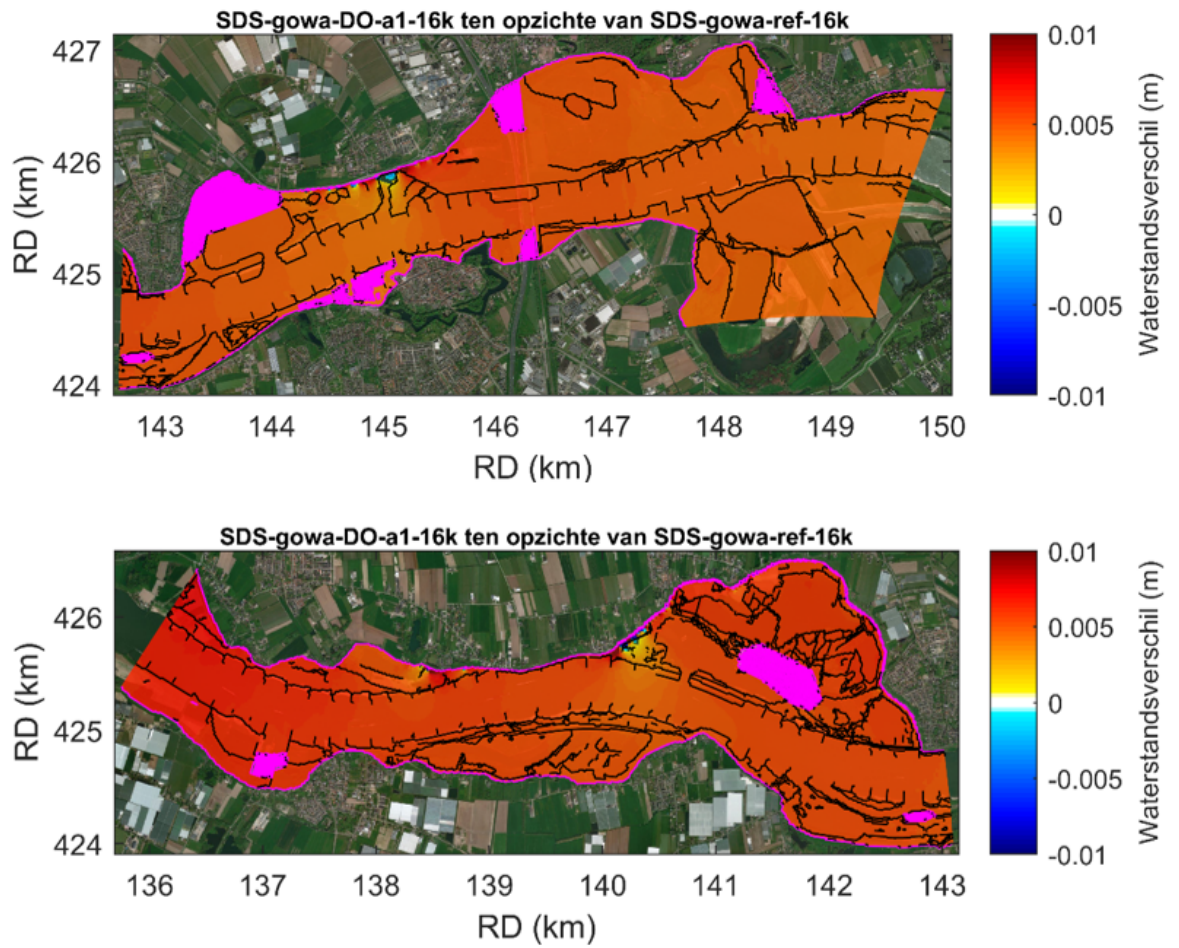 SDS-gowa-DO-a1-16k ten opzichte van SDS-gowa-ref-16k
427
426
425
424
RD (km)
143 144 145 146 147 148 149 150
RD (km)
0.01
0.005
0
-0.005
-0.01
Waterstandsverschil (m)
SDS-gowa-DO-a1-16k ten opzichte van SDS-gowa-ref-16k
426
425
424
RD (km)
136 137 138 139 140 141 142 143
RD (km)
0.01
0.005
0
-0.005
-0.01
Waterstandsverschil (m)